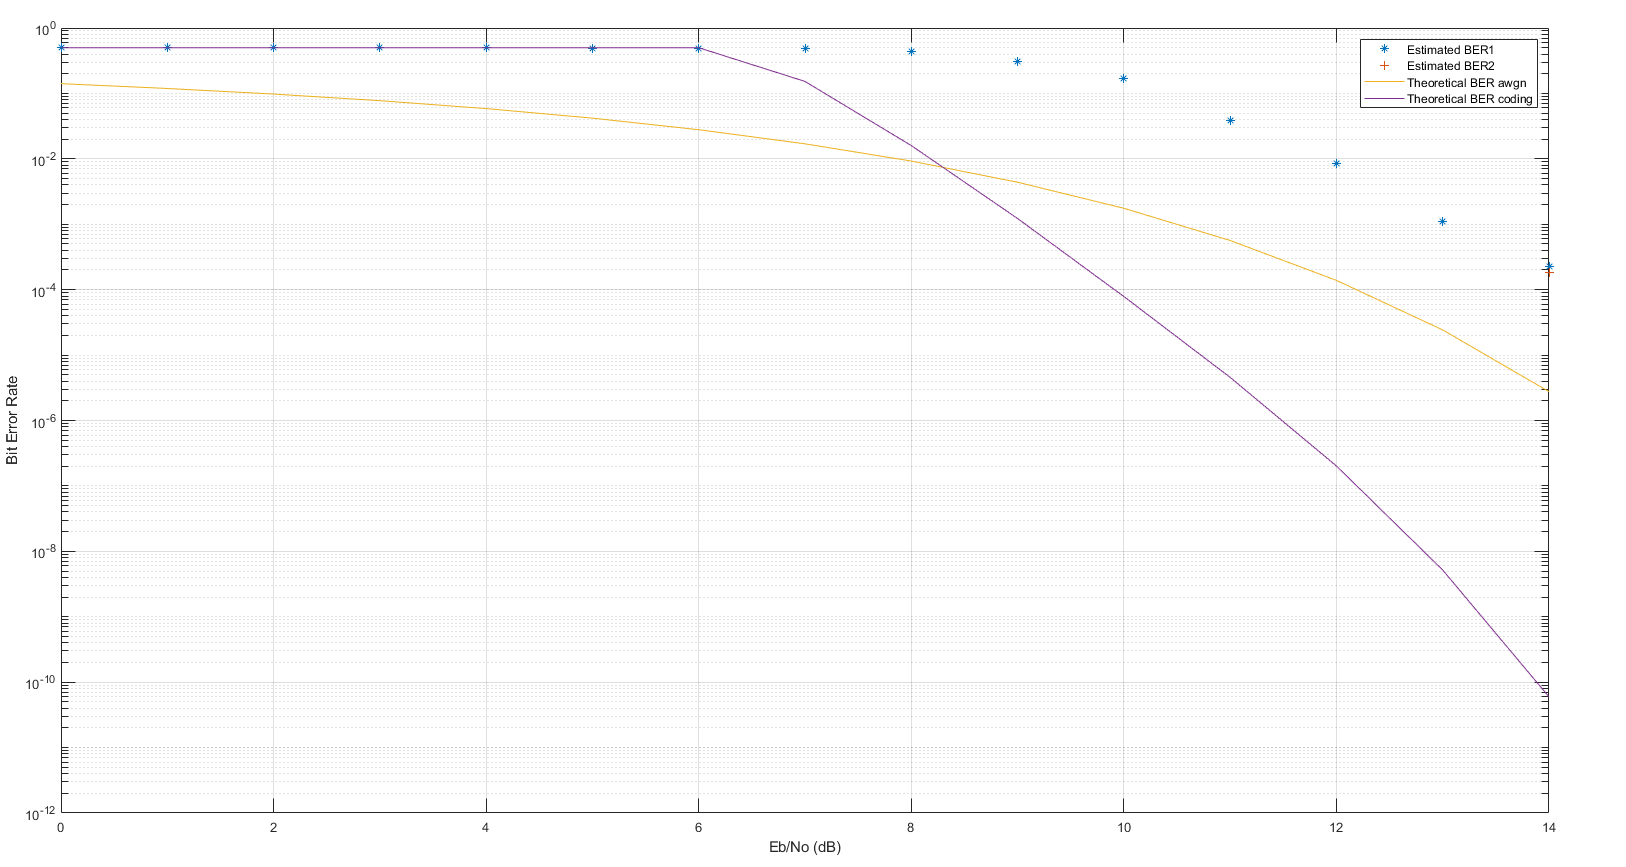 10^0
10^-2
10^-4
10^-6
10^-8
10^-10
10^-12
Bit Error Rate
Estimated BER1
Estimated BER2
Theoretical BER awgn
Theoretical BER coding
0 2 4 6 8 10 12 14
Eb/No (dB)